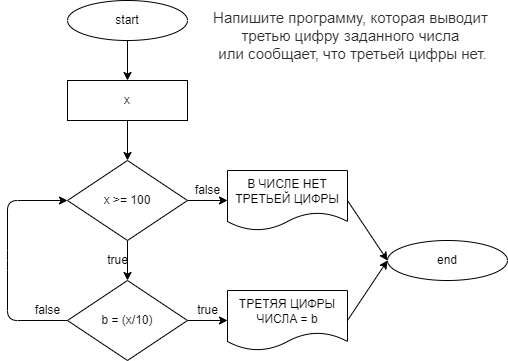 start
Напишите программу, которая выводит
третью цифру заданного числа
или сообщает, что третьей цифры нет.
x
x >= 100
false
В ЧИСЛЕ НЕТ
ТРЕТЬЕЙ ЦИФРЫ
true
end
false
b = (x/10)
true
ТРЕТЯЯ ЦИФРЫ
ЧИСЛА = b